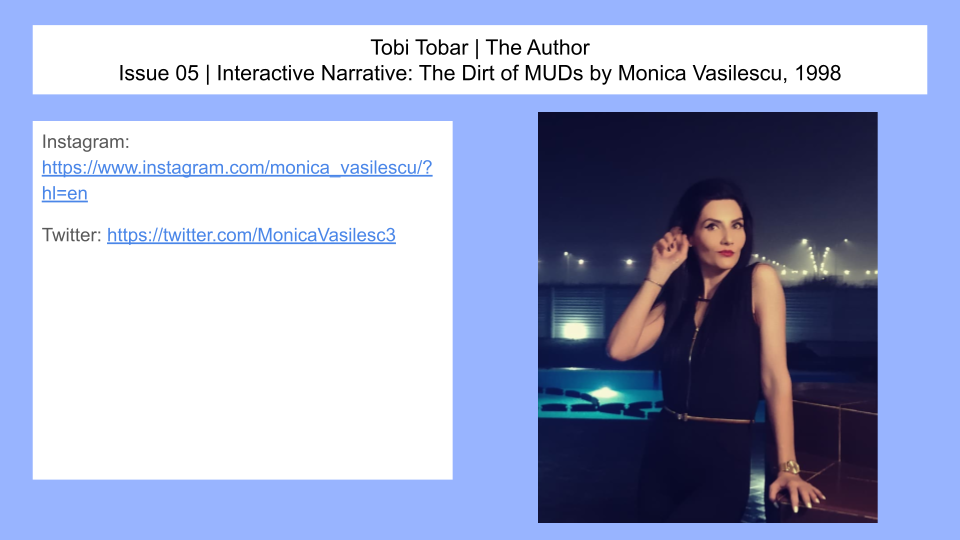 Tobi Tobar | The Author
Issue 05 | Interactive Narrative: The Dirt of MUDs by Monica Vasilescu, 1998
Instagram:
https://www.instagram.com/monica_vasilescu/?
hl=en
Twitter: https://twitter.com/MonicaVasilesc3